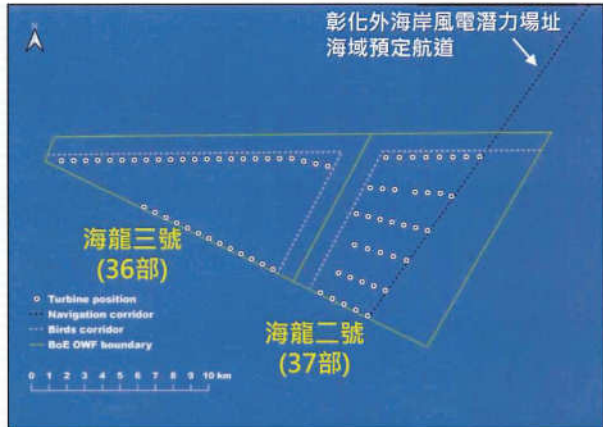 N
彰化外海岸風電潛力場址
海域預定航道
海龍三號
(36部)
海龍二號
(37部)
Turbine position
Navigation corridor
Birds corridor
BoE OWF boundary
0 1 2 3 4 5 6 7 8 9 10 km